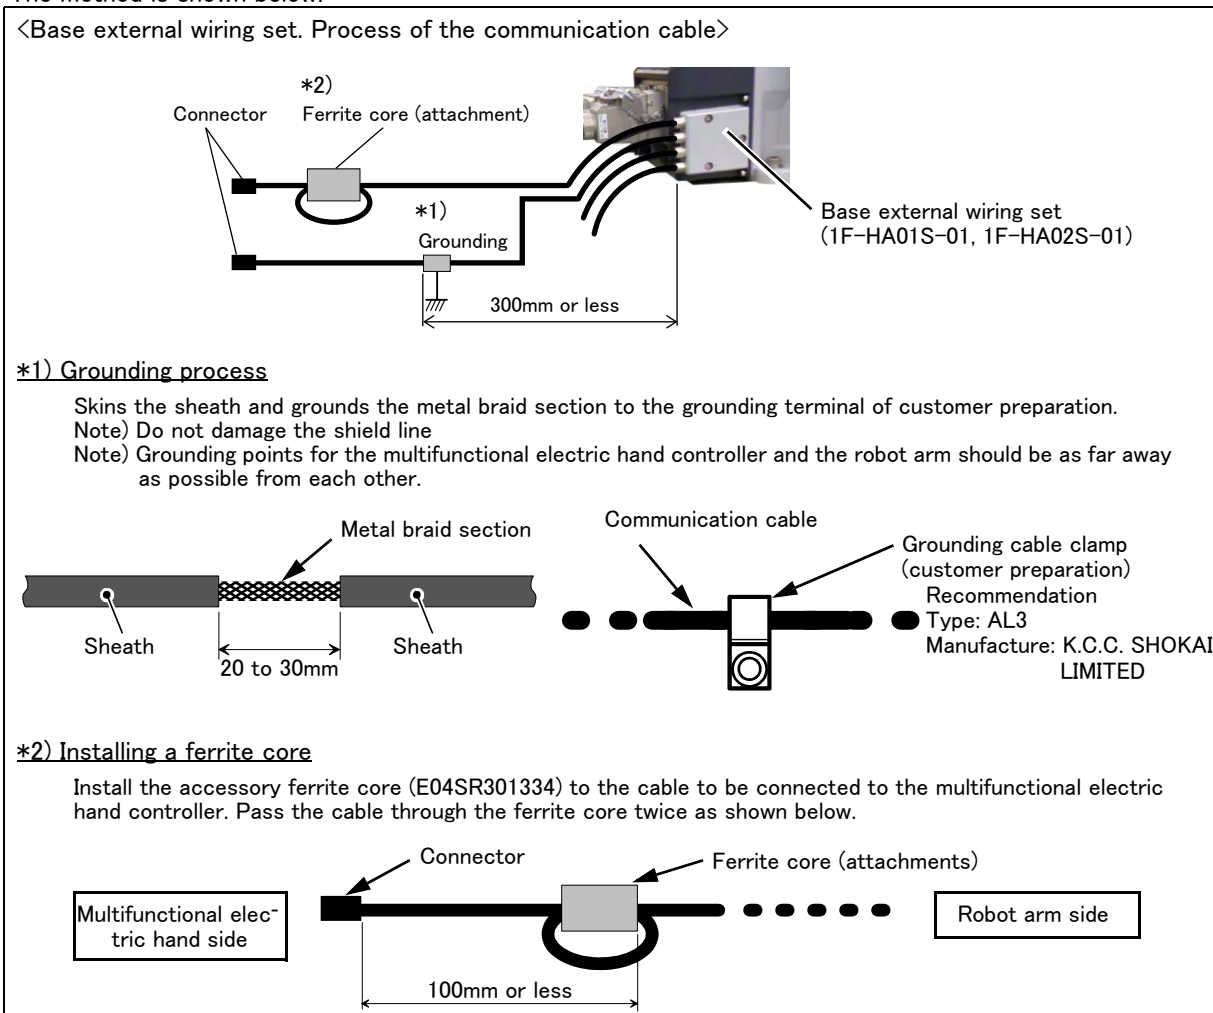 The method is shown below.
<Base external wiring set. Process of the communication cable>
*2)
Connector
Ferrite core (attachment)
*1)
Grounding
Base external wiring set
(1F-HA01S-01, 1F-HA02S-01)
300mm or less
*1) Grounding process
Skins the sheath and grounds the metal braid section to the grounding terminal of customer preparation.
Note) Do not damage the shield line
Note) Grounding points for the multifunctional electric hand controller and the robot arm should be as far away
as possible from each other.
Metal braid section
Sheath
Sheath
20 to 30mm
Communication cable
Grounding cable clamp
(customer preparation)
Recommendation
Type: AL3
Manufacture: K.C.C. SHOKAI
LIMITED
*2) Installing a ferrite core
Install the accessory ferrite core (E04SR301334) to the cable to be connected to the multifunctional electric
hand controller. Pass the cable through the ferrite core twice as shown below.
Connector
Ferrite core (attachments)
Multifunctional elec-
tric hand side
Robot arm side
100mm or less